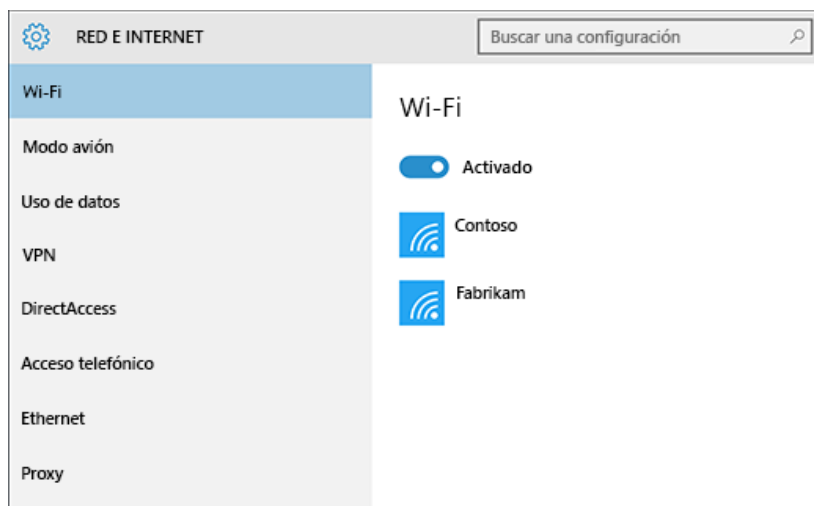 RED E INTERNET
Buscar una configuración
Wi-Fi
Modo avión
Uso de datos
VPN
DirectAccess
Acceso telefónico
Ethernet
Proxy
Wi-Fi
Activado
Contoso
Fabrikam